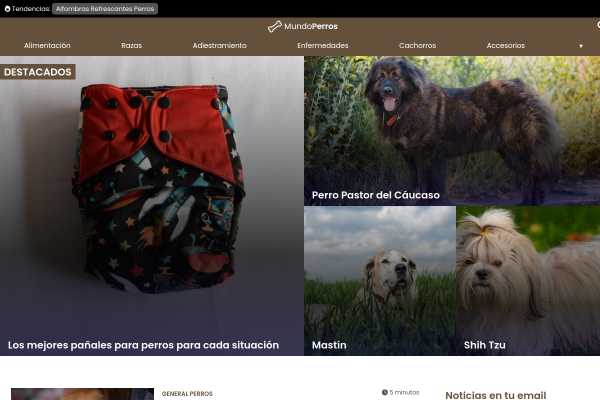 Tendencias: Alfombras Refrescantes Perros
MundoPerros
Alimentación Razas Adiestramiento Enfermedades Cachorros Accesorios ▾
DESTACADOS
Perro Pastor del Cáucaso
Los mejores pañales para perros para cada situación
Mastín
Shih Tzu
GENERAL PERROS
5 minutos
Noticias en tu email